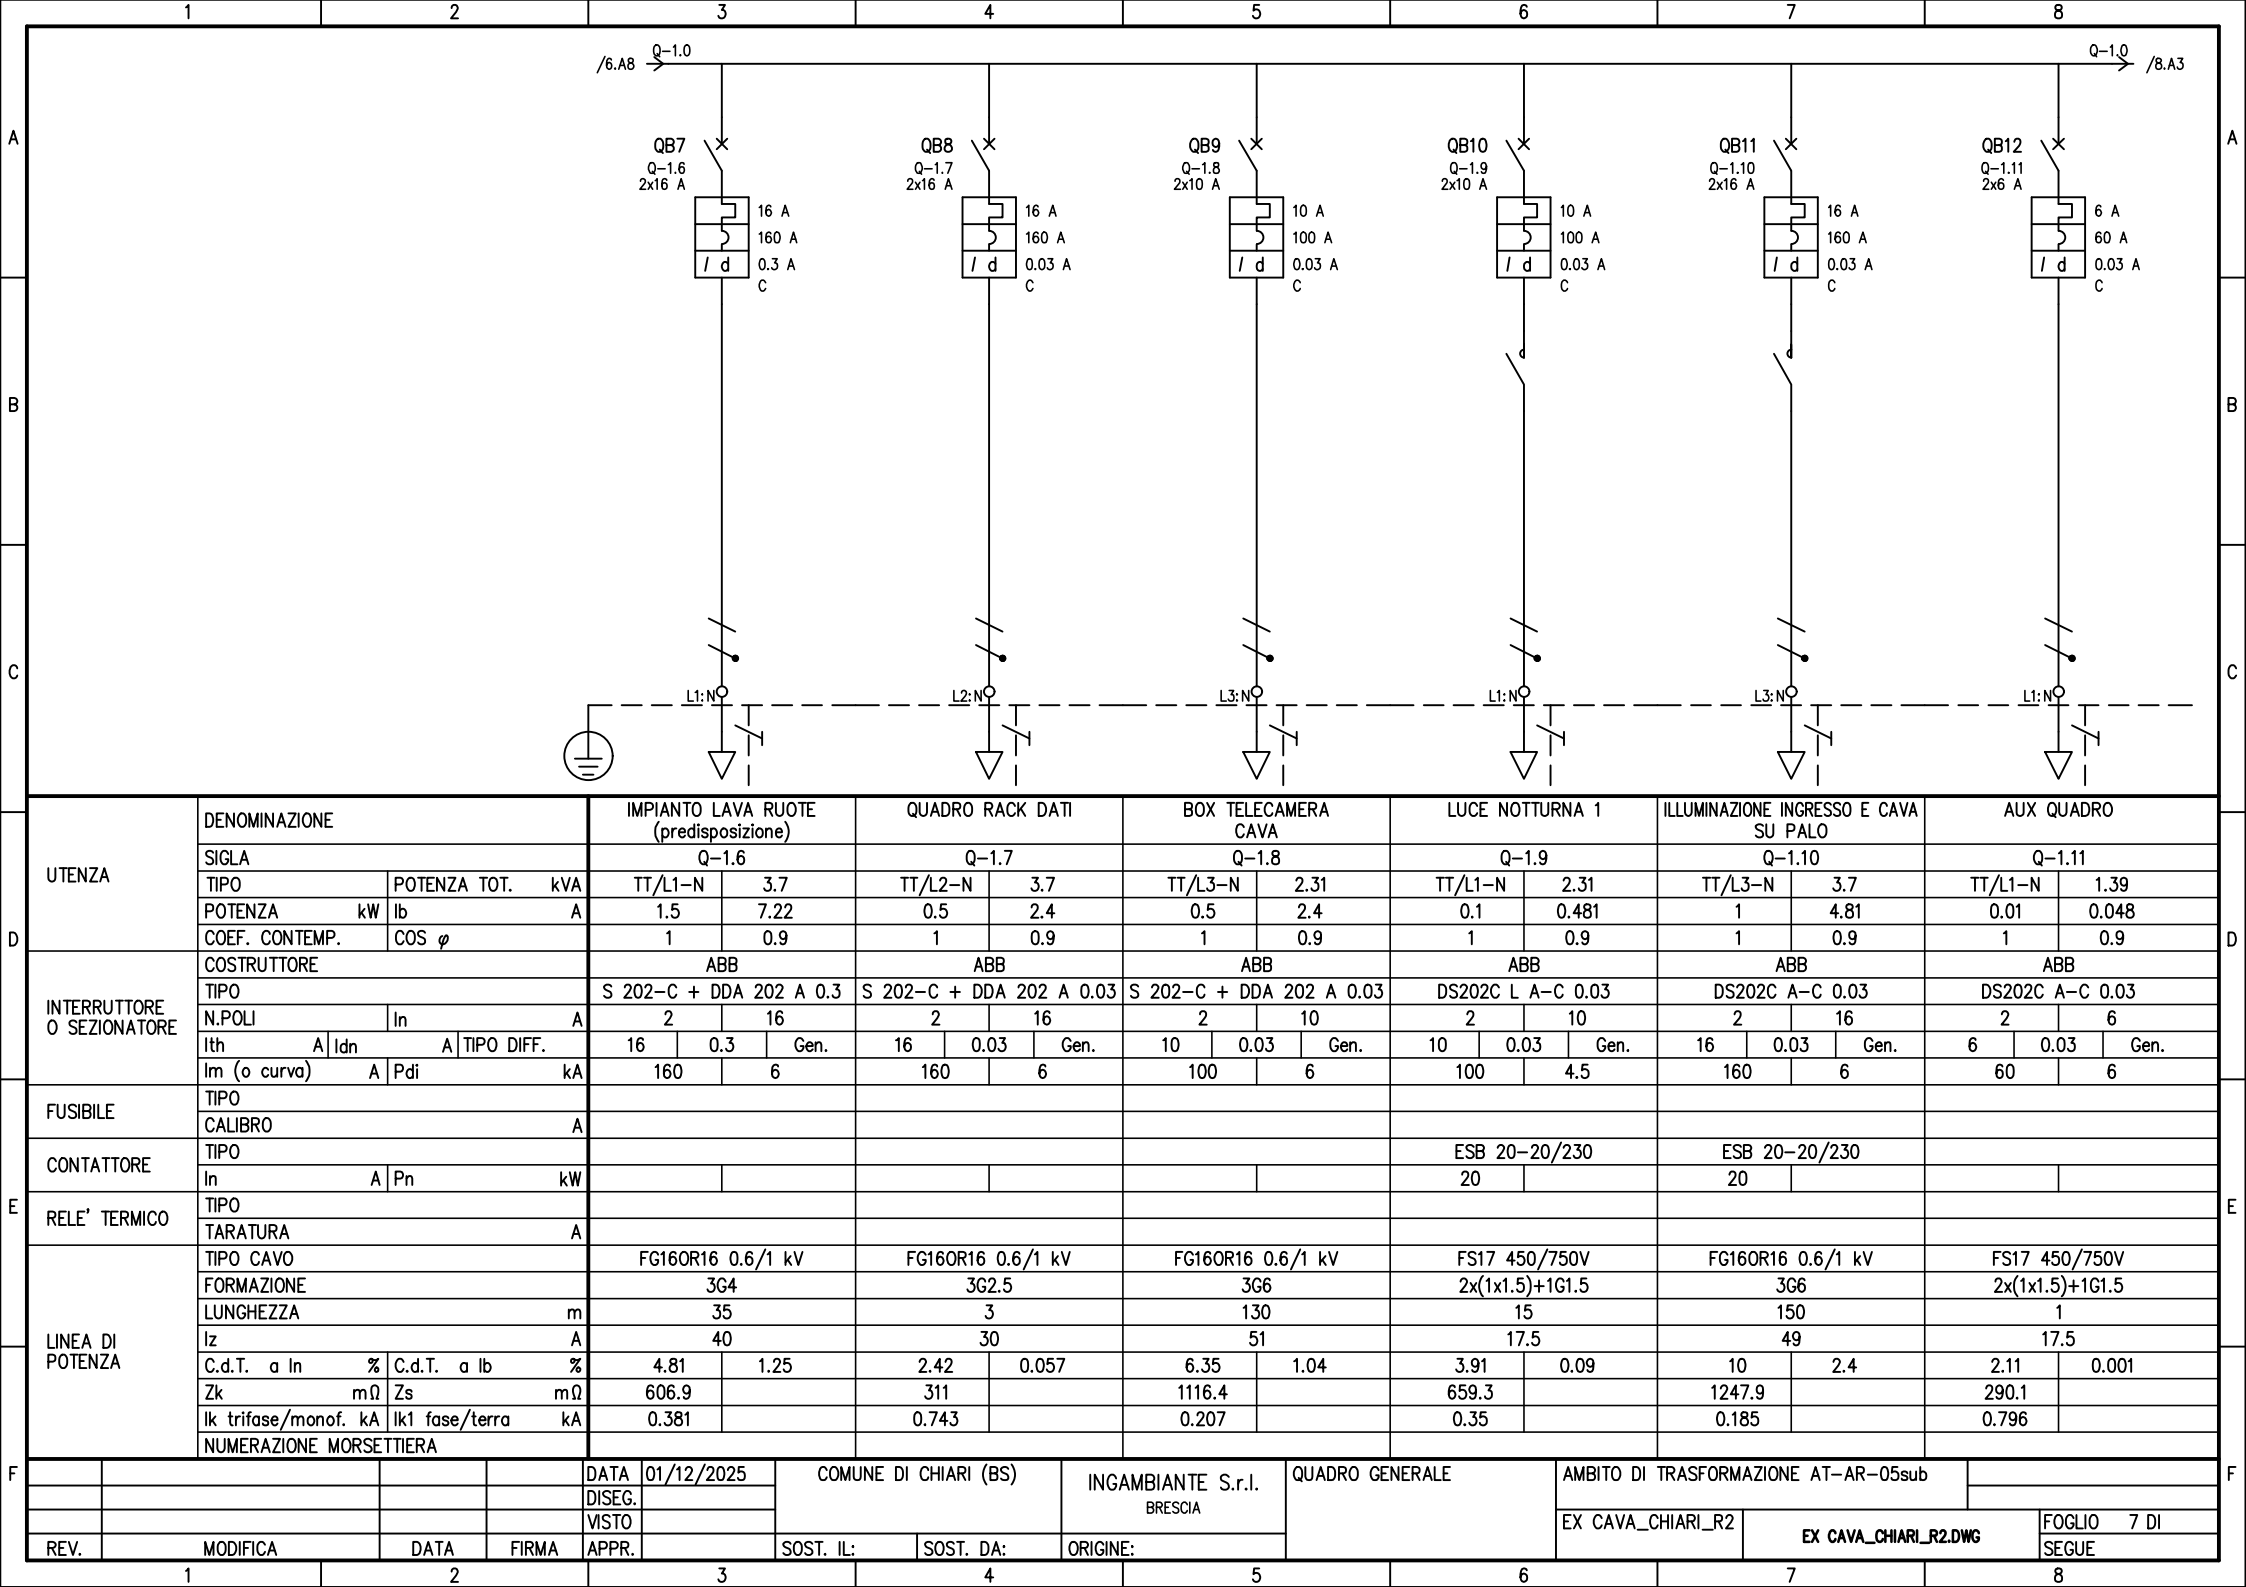 1 2 3 4 5 6 7 8
Q-1.0 Q-1.0
/6.A8 /8.A3
A A
QB7 QB8 QB9 QB10 QB11 QB12
Q-1.6 Q-1.7 Q-1.8 Q-1.9 Q-1.10 Q-1.11
2x16 A 2x16 A 2x10 A 2x10 A 2x16 A 2x6 A
16 A 16 A 10 A 10 A 16 A 6 A
160 A 160 A 100 A 100 A 160 A 60 A
I d 0.3 A I d 0.03 A I d 0.03 A I d 0.03 A I d 0.03 A I d 0.03 A
C C C C C C
B B
C C
L1:N L2:N L3:N L1:N L3:N L1:N
UTENZA
DENOMINAZIONE IMPIANTO LAVA RUOTE QUADRO RACK DATI BOX TELECAMERA LUCE NOTTURNA 1 ILLUMINAZIONE INGRESSO E CAVA AUX QUADRO
(predisposizione) CAVA SU PALO
SIGLA Q-1.6 Q-1.7 Q-1.8 Q-1.9 Q-1.10 Q-1.11
TIPO POTENZA TOT. kVA TT/L1-N 3.7 TT/L2-N 3.7 TT/L3-N 2.31 TT/L1-N 2.31 TT/L3-N 3.7 TT/L1-N 1.39
POTENZA kW Ib A 1.5 7.22 0.5 2.4 0.5 2.4 0.1 0.481 1 4.81 0.01 0.048
D D
COEF. CONTEMP. COS φ 1 0.9 1 0.9 1 0.9 1 0.9 1 0.9 1 0.9
INTERRUTTORE
O SEZIONATORE
COSTRUTTORE ABB ABB ABB ABB ABB ABB
TIPO S 202-C + DDA 202 A 0.3 S 202-C + DDA 202 A 0.03 S 202-C + DDA 202 A 0.03 DS202C L A-C 0.03 DS202C A-C 0.03 DS202C A-C 0.03
N.POLI In A 2 16 2 16 2 10 2 10 2 16 2 6
Ith A Idn A TIPO DIFF. 16 0.3 Gen. 16 0.03 Gen. 10 0.03 Gen. 10 0.03 Gen. 16 0.03 Gen. 6 0.03 Gen.
Im (o curva) A Pdi kA 160 6 160 6 100 6 100 4.5 160 6 60 6
FUSIBILE
TIPO
CALIBRO A
CONTATTORE
TIPO ESB 20-20/230 ESB 20-20/230
In A Pn kW 20 20
E E
RELE' TERMICO
TIPO
TARATURA A
LINEA DI
POTENZA
TIPO CAVO FG16OR16 0.6/1 kV FG16OR16 0.6/1 kV FG16OR16 0.6/1 kV FS17 450/750V FG16OR16 0.6/1 kV FS17 450/750V
FORMAZIONE 3G4 3G2.5 3G6 2x(1x1.5)+1G1.5 3G6 2x(1x1.5)+1G1.5
LUNGHEZZA m 35 3 130 15 150 1
Iz A 40 30 51 17.5 49 17.5
C.d.T. a In % C.d.T. a Ib % 4.81 1.25 2.42 0.057 6.35 1.04 3.91 0.09 10 2.4 2.11 0.001
Zk mΩ Zs mΩ 606.9 311 1116.4 659.3 1247.9 290.1
Ik trifase/monof. kA Ik1 fase/terra kA 0.381 0.743 0.207 0.35 0.185 0.796
NUMERAZIONE MORSETTIERA
F F
DATA 01/12/2025 COMUNE DI CHIARI (BS) INGAMBIANTE S.r.l. QUADRO GENERALE AMBITO DI TRASFORMAZIONE AT-AR-05sub
DISEG. BRESCIA
VISTO EX CAVA_CHIARI_R2 EX CAVA_CHIARI_R2.DWG FOGLIO 7 DI
REV. MODIFICA DATA FIRMA APPR. SOST. IL: SOST. DA: ORIGINE: SEGUE
1 2 3 4 5 6 7 8